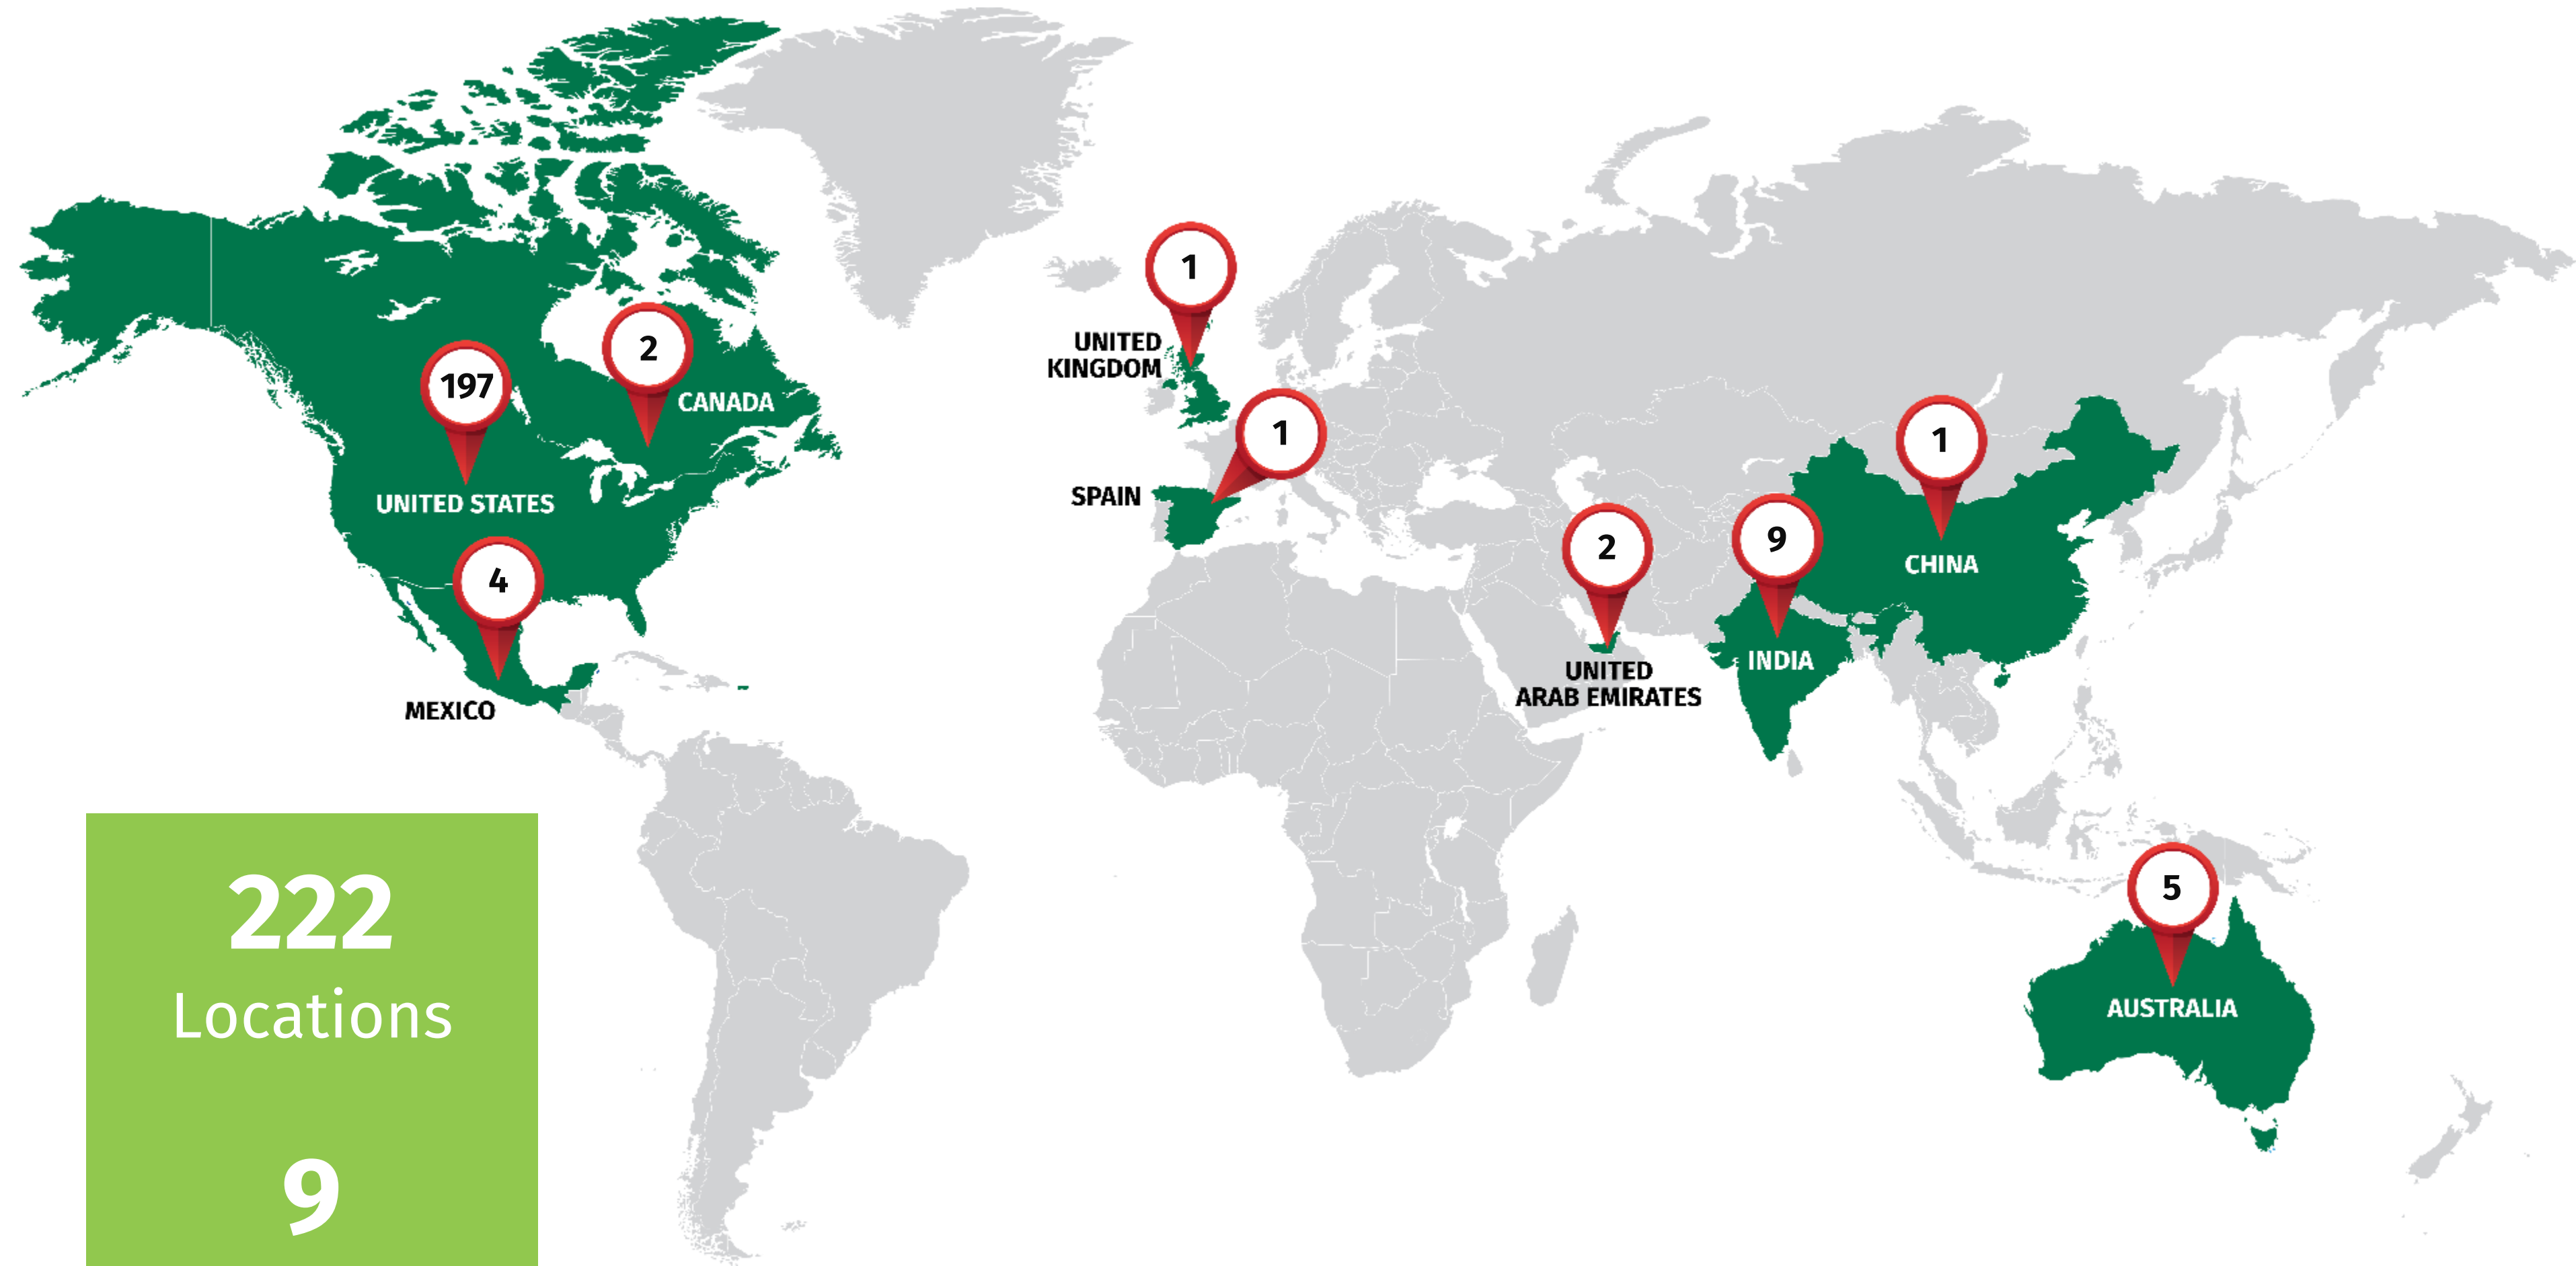 1
UNITED
KINGDOM
2
CANADA
197
UNITED STATES
1
SPAIN
1
CHINA
2
UNITED
ARAB EMIRATES
9
INDIA
4
MEXICO
5
AUSTRALIA
222
Locations
9